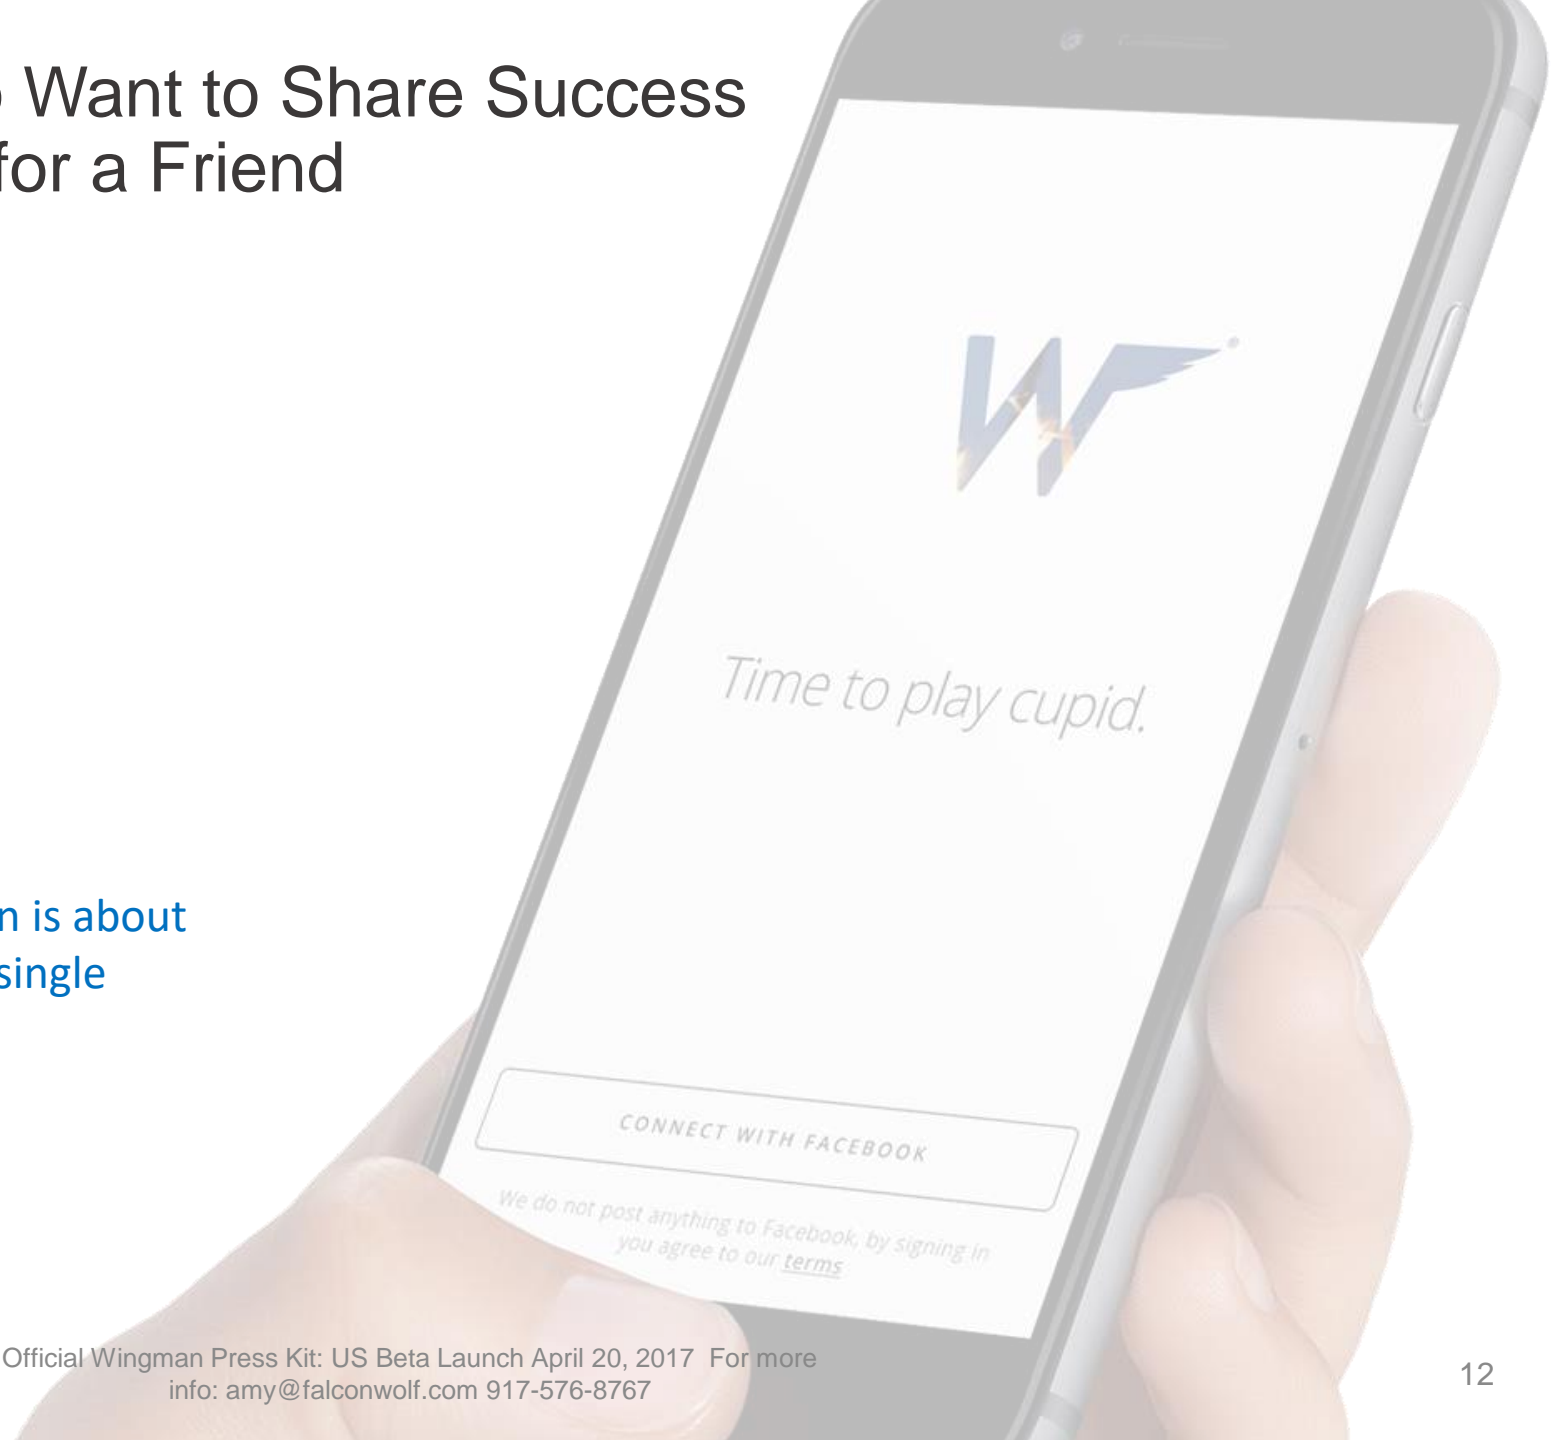 Want to Share Success
for a Friend
W
Time to play cupid.
n is about
single
CONNECT WITH FACEBOOK
We do not post anything to Facebook, by signing in
you agree to our terms
Official Wingman Press Kit: US Beta Launch April 20, 2017 For more
info: amy@falconwolf.com 917-576-8767
12